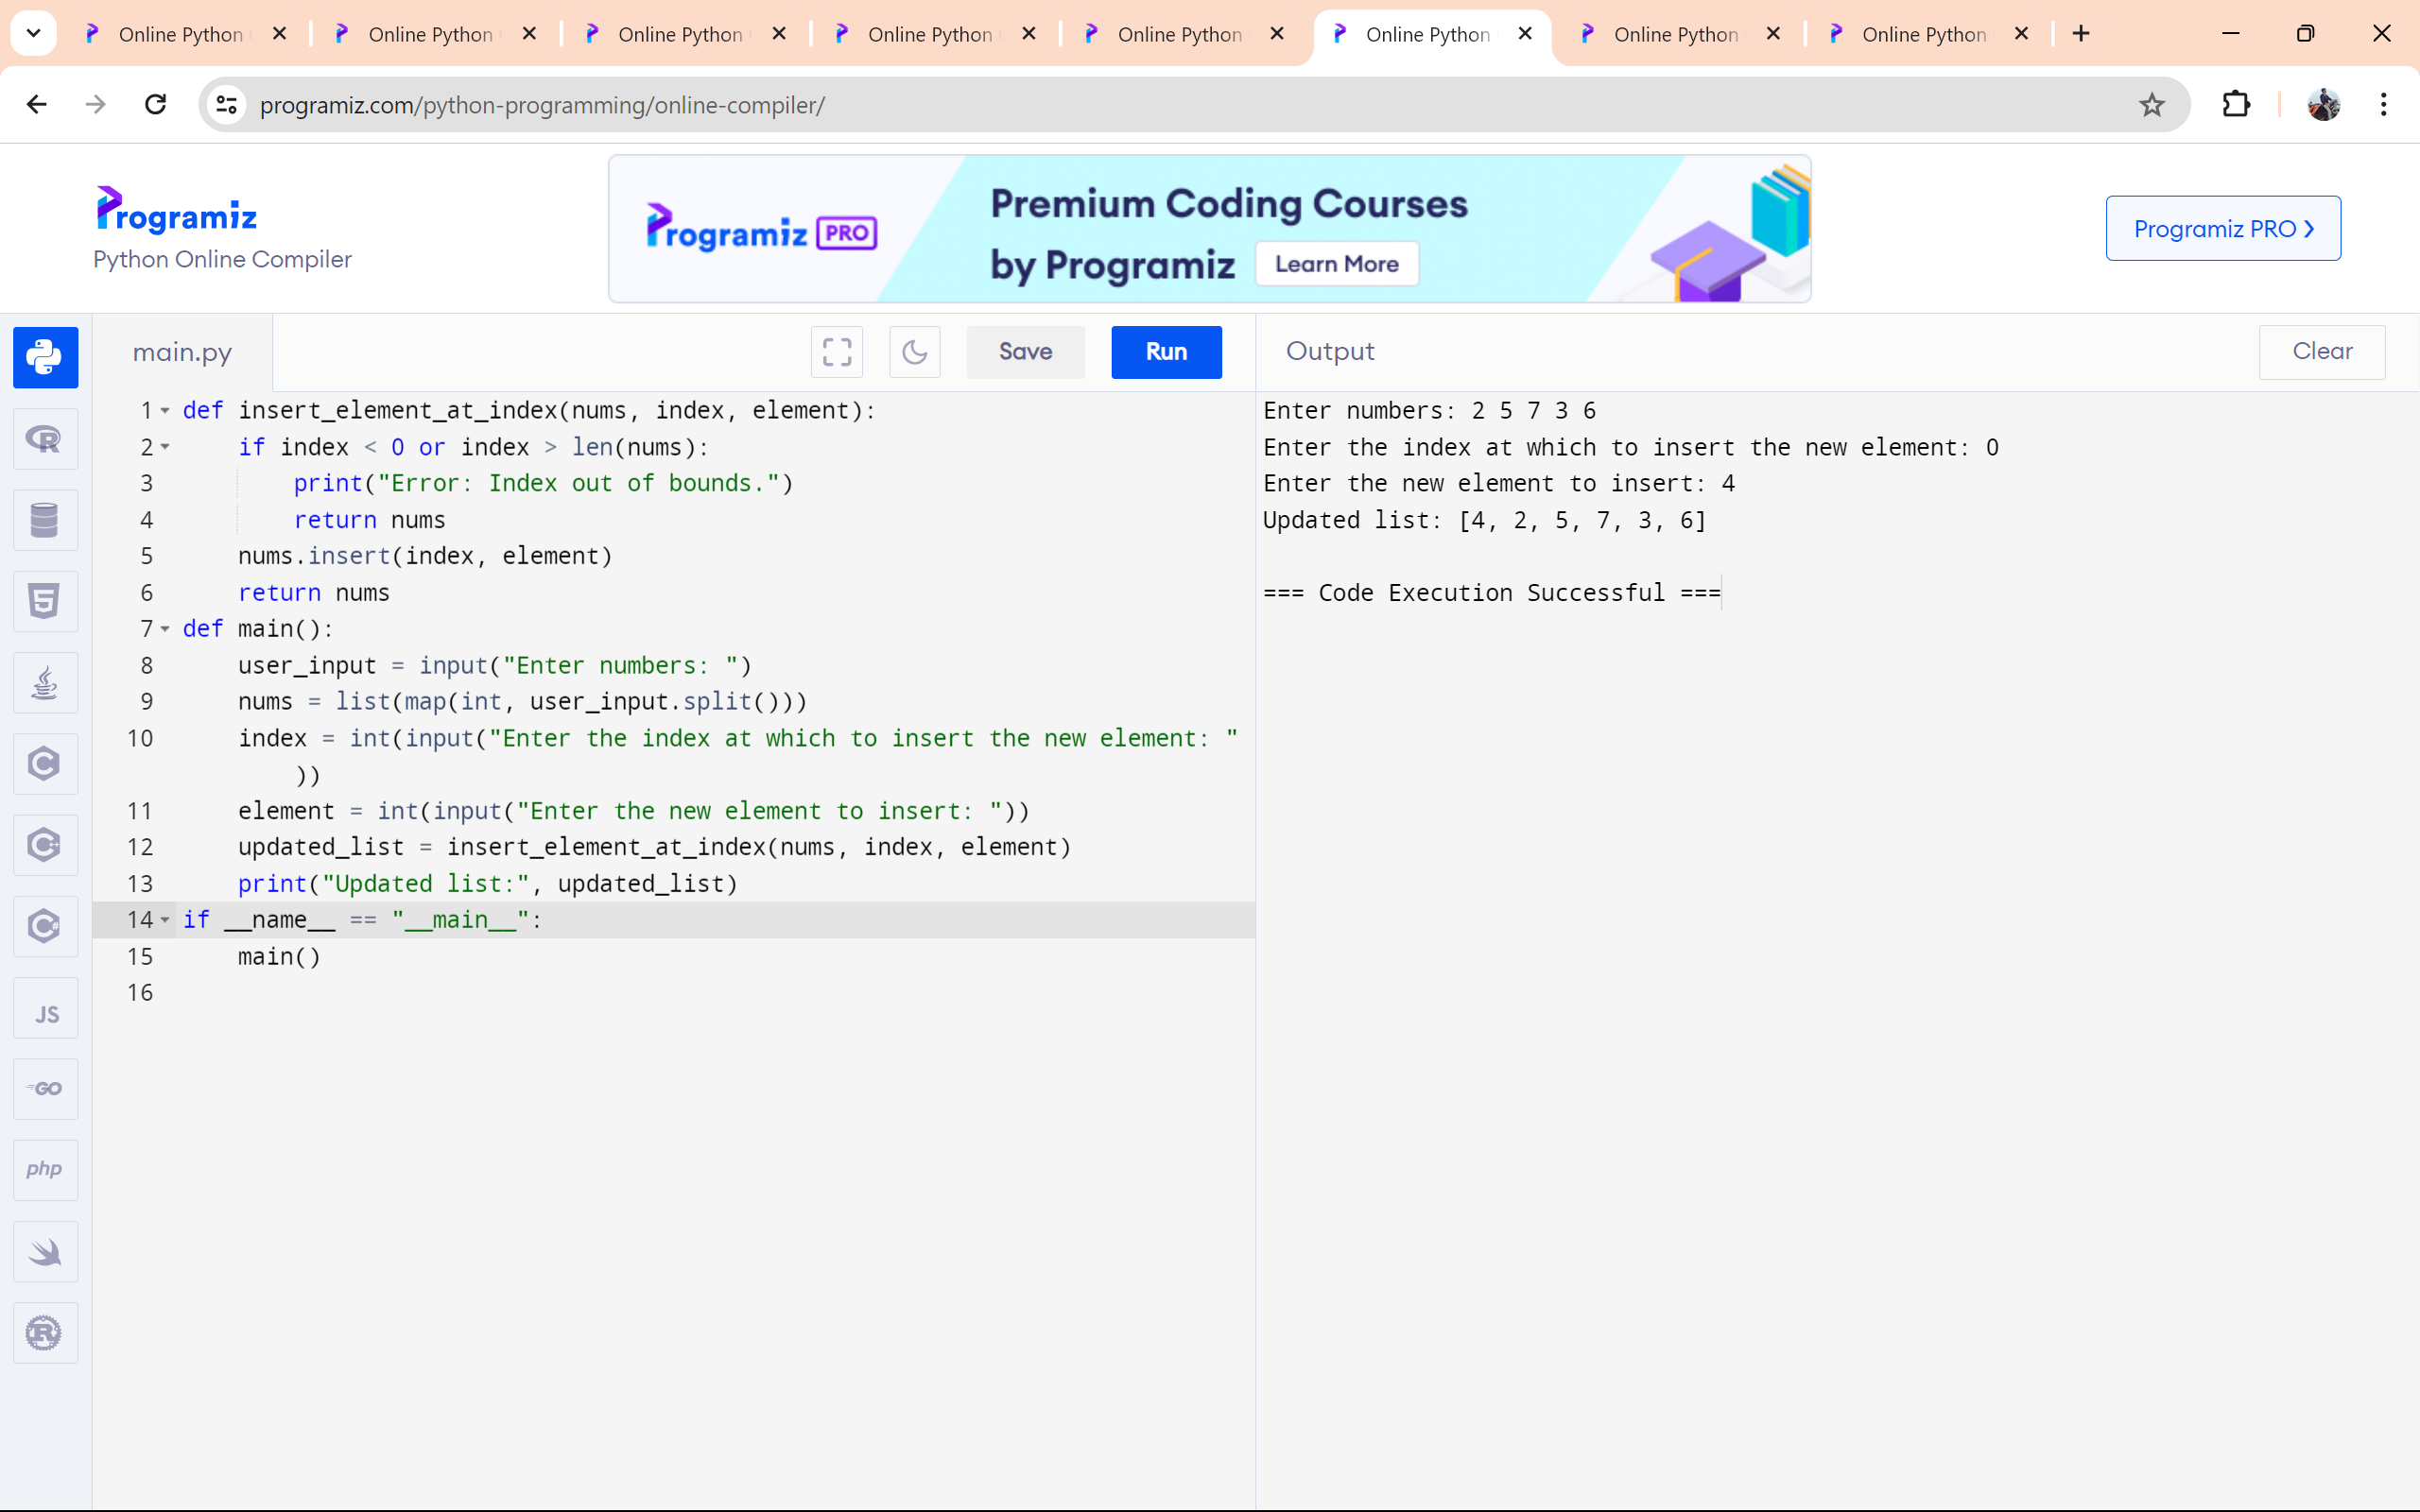 Online Python
Online Python
Online Python
Online Python
Online Python
Online Python
Online Python
Online Python
programiz.com/python-programming/online-compiler/
Programiz
Python Online Compiler
Programiz PRO
Premium Coding Courses
by Programiz Learn More
Programiz PRO ❯
main.py
Save
Run
Output
Clear
1 def insert_element_at_index(nums, index, element):
2     if index < 0 or index > len(nums):
3         print("Error: Index out of bounds.")
4         return nums
5     nums.insert(index, element)
6     return nums
7 def main():
8     user_input = input("Enter numbers: ")
9     nums = list(map(int, user_input.split()))
10     index = int(input("Enter the index at which to insert the new element: "
        ))
11     element = int(input("Enter the new element to insert: "))
12     updated_list = insert_element_at_index(nums, index, element)
13     print("Updated list:", updated_list)
14 if __name__ == "__main__":
15     main()
16
Enter numbers: 2 5 7 3 6
Enter the index at which to insert the new element: 0
Enter the new element to insert: 4
Updated list: [4, 2, 5, 7, 3, 6]
=== Code Execution Successful ===
R
5
C
C++
C#
JS
GO
php
R